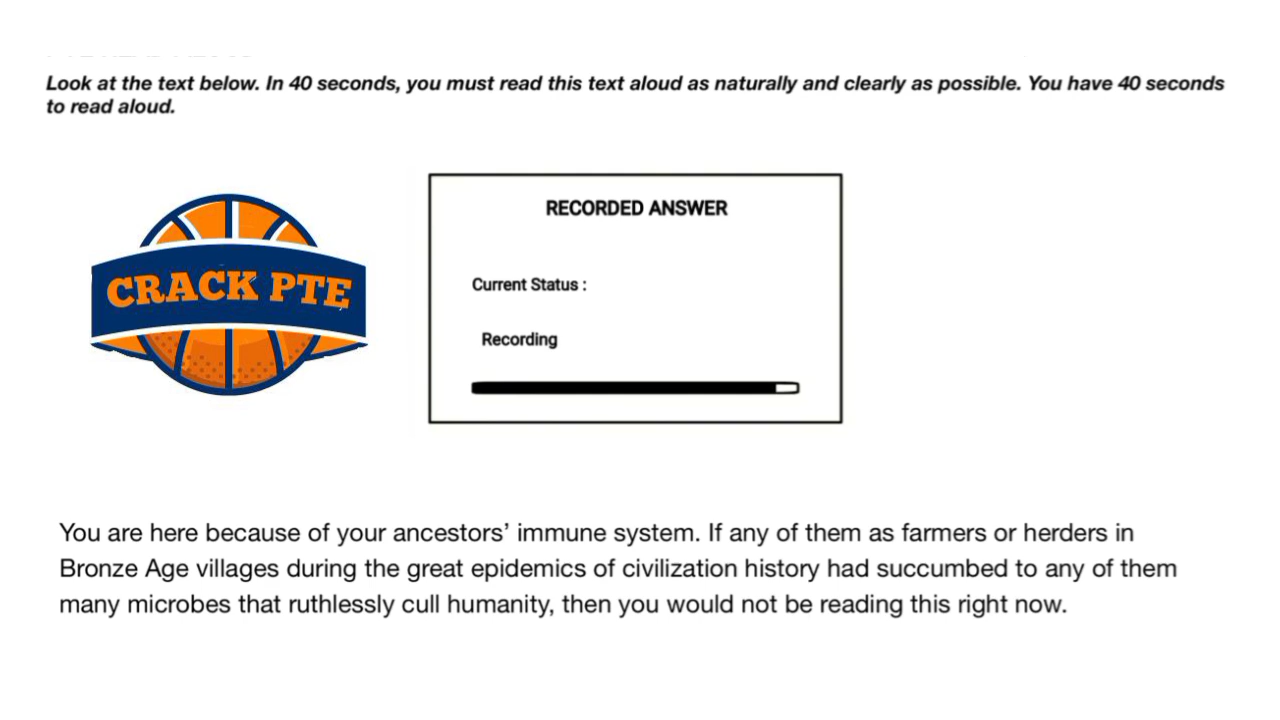 Look at the text below. In 40 seconds, you must read this text aloud as naturally and clearly as possible. You have 40 seconds
to read aloud.
CRACK PTE
RECORDED ANSWER
Current Status :
Recording
You are here because of your ancestors’ immune system. If any of them as farmers or herders in
Bronze Age villages during the great epidemics of civilization history had succumbed to any of them
many microbes that ruthlessly cull humanity, then you would not be reading this right now.